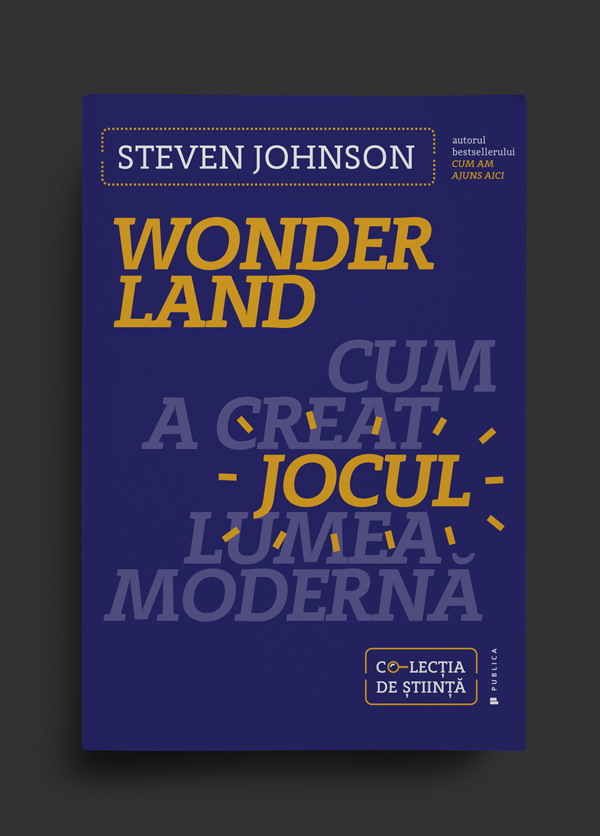 STEVEN JOHNSON
autorul
bestsellerului
CUM AM
AJUNS AICI
WONDER
LAND
CUM
A CREAT
JOCUL
LUMEA
MODERNĂ
COLECȚIA
DE ȘTIINȚĂ
PUBLICA